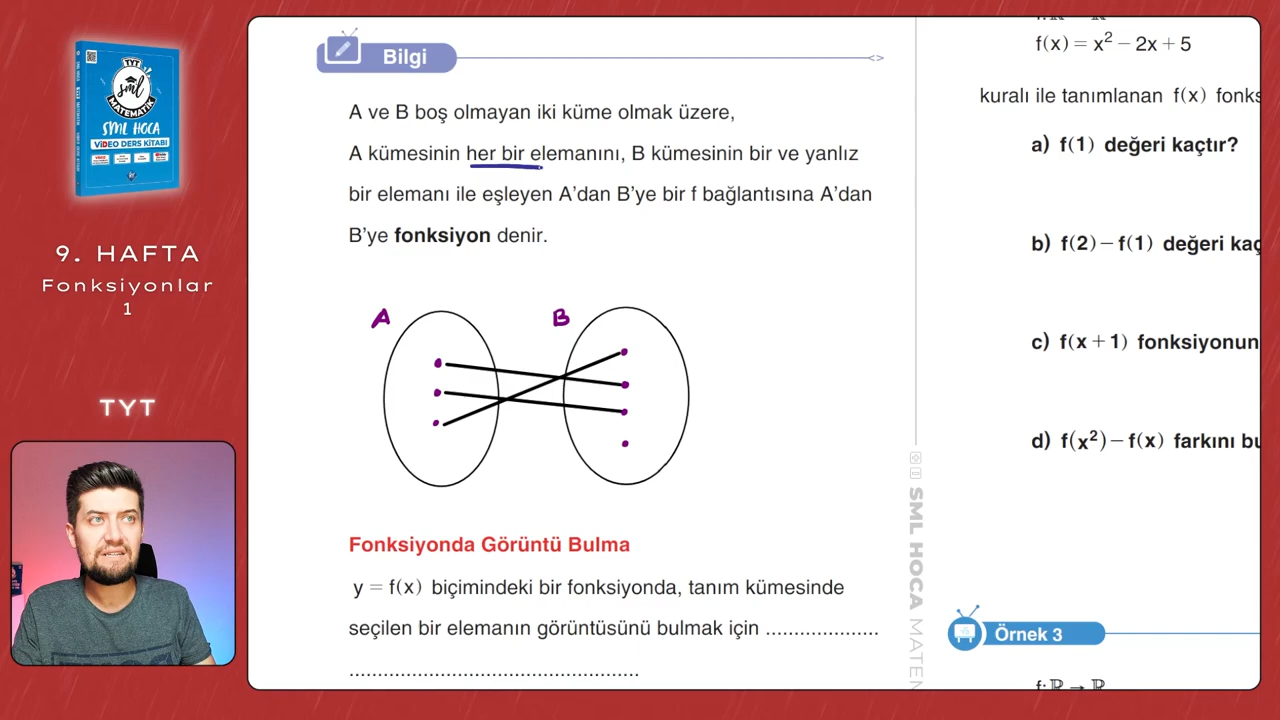 TYT
sml
MATEMATİK
SML HOCA
VİDEO DERS KİTABI
9. HAFTA
Fonksiyonlar
1
TYT
Bilgi
A ve B boş olmayan iki küme olmak üzere,
A kümesinin her bir elemanını, B kümesinin bir ve yanlız
bir elemanı ile eşleyen A’dan B’ye bir f bağlantısına A’dan
B’ye fonksiyon denir.
A
B
Fonksiyonda Görüntü Bulma
y = f(x) biçimindeki bir fonksiyonda, tanım kümesinde
seçilen bir elemanın görüntüsünü bulmak için ....................
..................................................
SML HOCA MATEM
f(x) = x² − 2x + 5
kuralı ile tanımlanan f(x) fonks
a) f(1) değeri kaçtır?
b) f(2) − f(1) değeri kaç
c) f(x + 1) fonksiyonun
d) f(x²) − f(x) farkını bu
Örnek 3
f: ℝ → ℝ